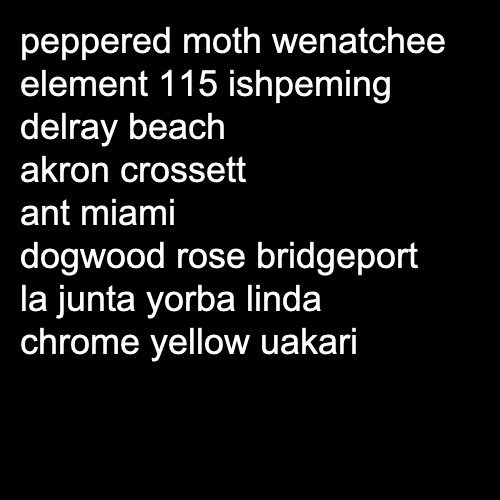 peppered moth wenatchee
element 115 ishpeming
delray beach
akron crossett
ant miami
dogwood rose bridgeport
la junta yorba linda
chrome yellow uakari